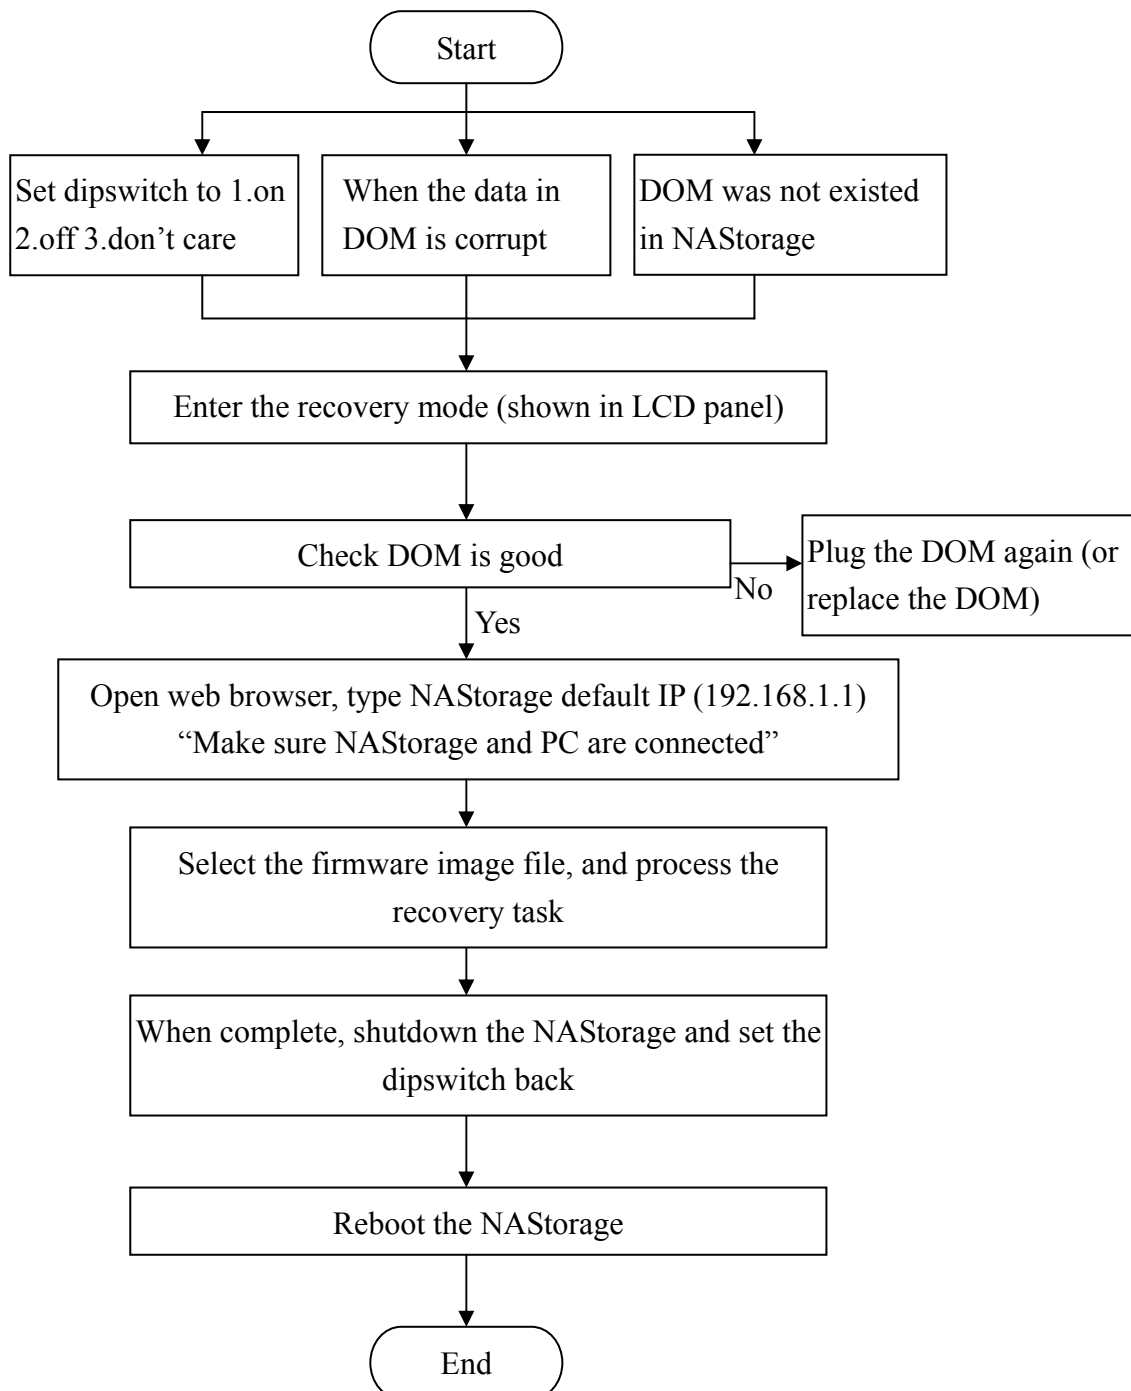 Start
Set dipswitch to 1.on
2.off 3.don’t care
When the data in
DOM is corrupt
DOM was not existed
in NAStorage
Enter the recovery mode (shown in LCD panel)
Check DOM is good
No
Plug the DOM again (or
replace the DOM)
Yes
Open web browser, type NAStorage default IP (192.168.1.1)
“Make sure NAStorage and PC are connected”
Select the firmware image file, and process the
recovery task
When complete, shutdown the NAStorage and set the
dipswitch back
Reboot the NAStorage
End